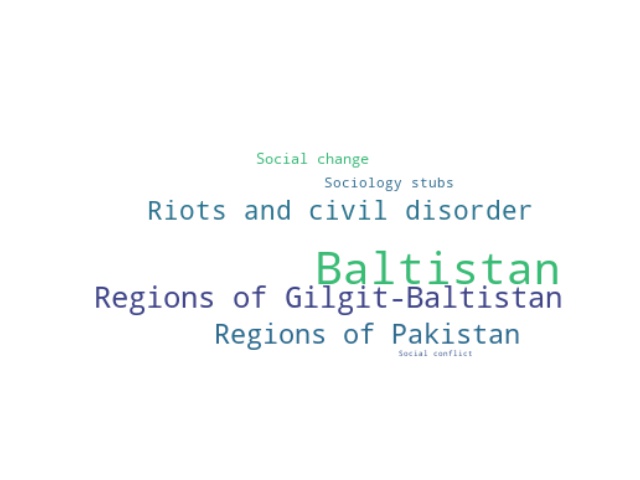 Social change
Sociology stubs
Riots and civil disorder
Baltistan
Regions of Gilgit-Baltistan
Regions of Pakistan
Social conflict